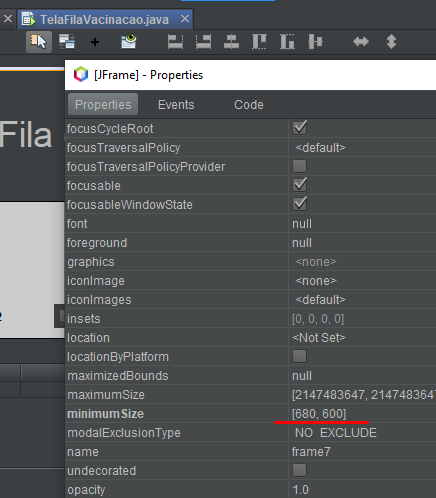 TelaFilaVacinacao.java
[JFrame] - Properties
Fila
Properties Events Code
focusCycleRoot
focusTraversalPolicy <default>
focusTraversalPolicyProvider
focusable
focusableWindowState
font null
foreground null
graphics <none>
iconImage <none>
iconImages <default>
insets [0, 0, 0, 0]
location <Not Set>
locationByPlatform
maximizedBounds null
maximumSize [2147483647, 2147483647
minimumSize [680, 600]
modalExclusionType NO_EXCLUDE
name frame7
undecorated
opacity 1.0